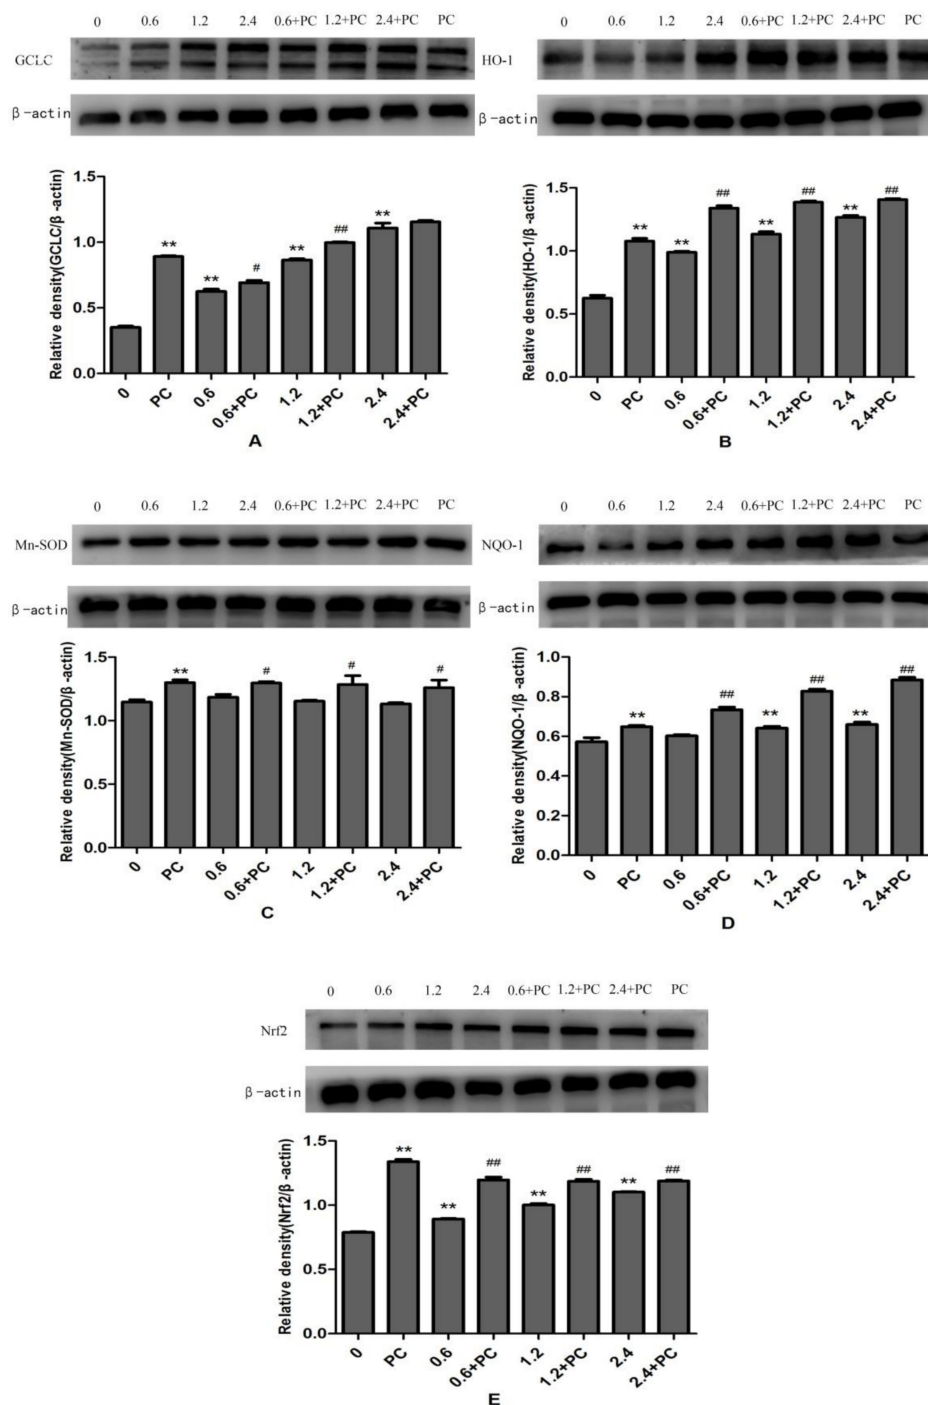 0 0.6 1.2 2.4 0.6+PC 1.2+PC 2.4+PC PC
GCLC
β-actin
0 0.6 1.2 2.4 0.6+PC 1.2+PC 2.4+PC PC
HO-1
β-actin
Relative density(GCLC/β-actin)
1.5
1.0
0.5
0.0
** ** # ** ## **
0 PC 0.6 0.6+PC 1.2 1.2+PC 2.4 2.4+PC
A
Relative density(HO-1/β-actin)
1.5
1.0
0.5
0.0
** ** ## ** ## ** ##
0 PC 0.6 0.6+PC 1.2 1.2+PC 2.4 2.4+PC
B
0 0.6 1.2 2.4 0.6+PC 1.2+PC 2.4+PC PC
Mn-SOD
β-actin
0 0.6 1.2 2.4 0.6+PC 1.2+PC 2.4+PC PC
NQO-1
β-actin
Relative density(Mn-SOD/β-actin)
1.5
1.0
0.5
0.0
** # # #
0 PC 0.6 0.6+PC 1.2 1.2+PC 2.4 2.4+PC
C
Relative density(NQO-1/β-actin)
1.0
0.8
0.6
0.4
0.2
0.0
** ## ** ## ** ##
0 PC 0.6 0.6+PC 1.2 1.2+PC 2.4 2.4+PC
D
0 0.6 1.2 2.4 0.6+PC 1.2+PC 2.4+PC PC
Nrf2
β-actin
Relative density(Nrf2/β-actin)
1.5
1.0
0.5
0.0
** ** ## ** ## ** ##
0 PC 0.6 0.6+PC 1.2 1.2+PC 2.4 2.4+PC
E